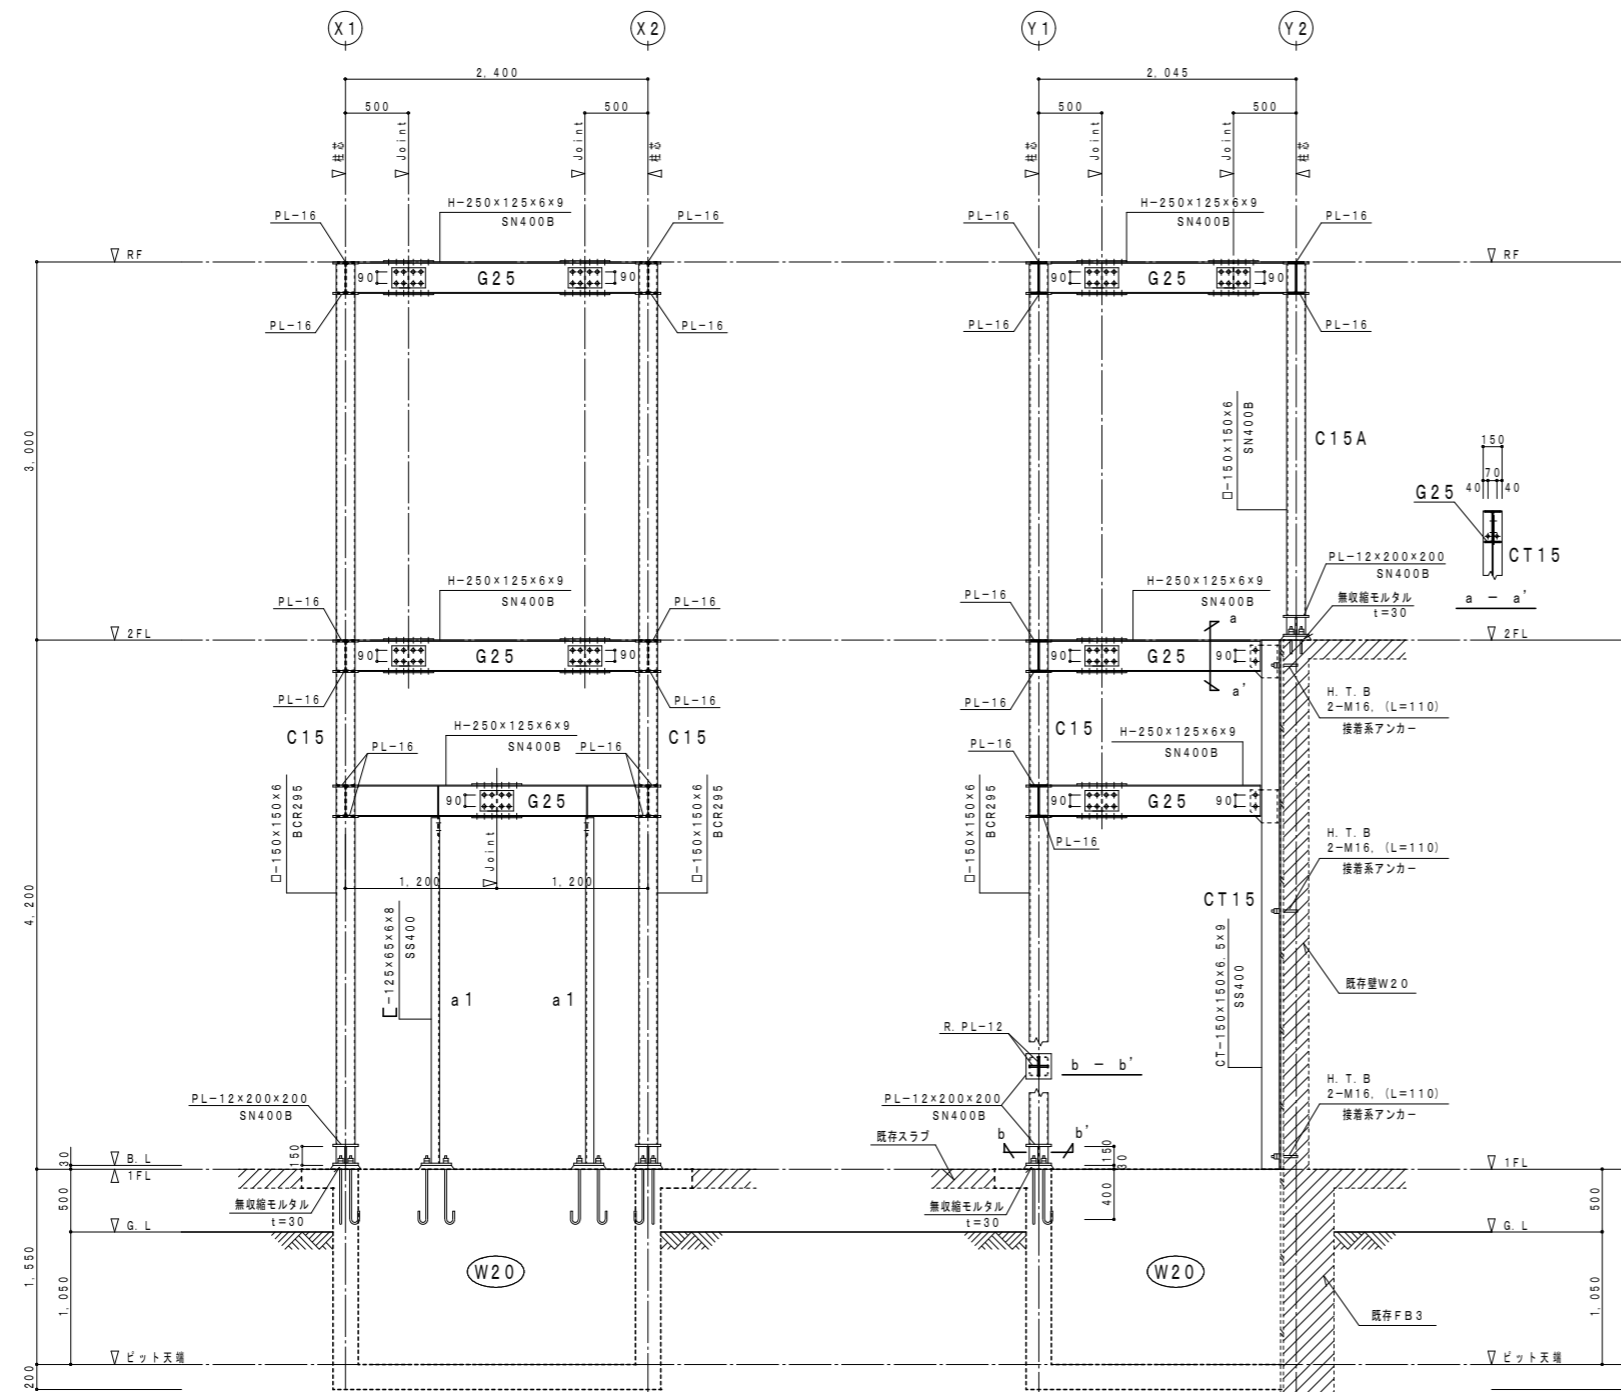 X1
X2
Y1
Y2
2,400
2,045
500
500
500
500
▽柱芯
▽Joint
▽Joint
▽柱芯
▽柱芯
▽Joint
▽Joint
▽柱芯
H-250×125×6×9
SN400B
H-250×125×6×9
SN400B
PL-16
PL-16
PL-16
PL-16
▽ RF
▽ RF
90
G25
90
90
G25
90
PL-16
PL-16
PL-16
PL-16
3,000
□-150×150×6
SN400B
C15A
150
70
40
40
G25
CT15
a - a'
PL-12×200×200
SN400B
無収縮モルタル
t=30
H-250×125×6×9
SN400B
H-250×125×6×9
SN400B
PL-16
PL-16
PL-16
a
▽ 2FL
▽ 2FL
90
G25
90
90
G25
90
a'
PL-16
PL-16
PL-16
H.T.B
2-M16, (L=110)
接着系アンカー
C15
H-250×125×6×9
SN400B
C15
C15
H-250×125×6×9
SN400B
PL-16
PL-16
PL-16
90
G25
90
G25
90
PL-16
□-150×150×6
BCR295
□-150×150×6
BCR295
□-150×150×6
BCR295
▽Joint
H.T.B
2-M16, (L=110)
接着系アンカー
1,200
1,200
4,200
CT15
[-125×65×6×8
SS400
CT-150×150×6.5×9
SS400
a1
a1
既存壁W20
R.PL-12
b - b'
H.T.B
2-M16, (L=110)
接着系アンカー
PL-12×200×200
SN400B
PL-12×200×200
SN400B
既存スラブ
b
b'
150
150
30
30
▽ B.L
△ 1FL
▽ 1FL
無収縮モルタル
t=30
無収縮モルタル
t=30
400
500
500
▽ G.L
▽ G.L
W20
W20
1,550
1,050
1,050
既存FB3
▽ ピット天端
▽ ピット天端
200